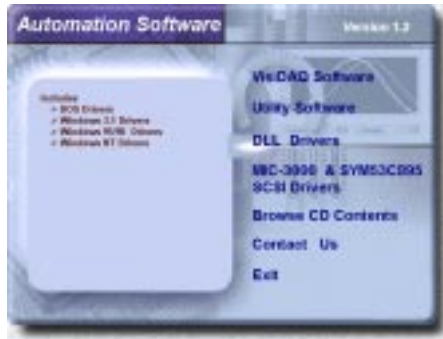 Automation Software
Version 1.2
Includes
DOS Drivers
Windows 3.1 Drivers
Windows 95/98 Drivers
Windows NT Drivers
VisiDAQ Software
Utility Software
DLL Drivers
MIC-3000 & SYM53C895
SCSI Drivers
Browse CD Contents
Contact Us
Exit